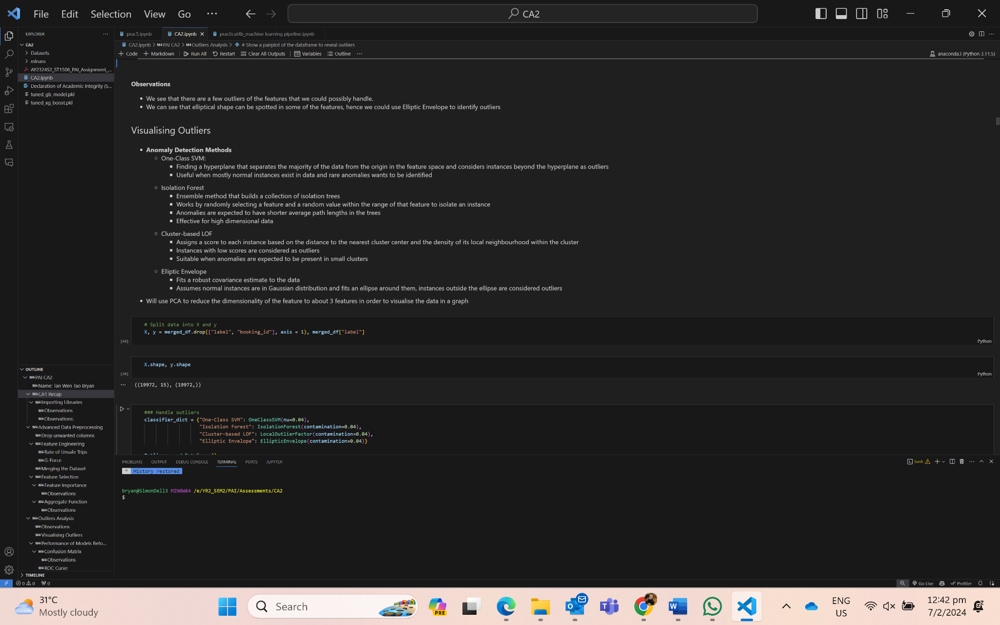 File Edit Selection View Go ···
CA2
EXPLORER
CA2
Datasets
mlruns
AY2324S2_ST1508_PAI_Assignment_...
CA2.ipynb
Declaration of Academic Integrity (S...
tuned_gb_model.pkl
tuned_xg_boost.pkl
prac5.ipynb
CA2.ipynb
practical4b_machine learning pipeline.ipynb
CA2.ipynb > M↓PAI CA2 > M↓Outliers Analysis > # Show a pairplot of the dataframe to reveal outliers
+ Code + Markdown Run All Restart Clear All Outputs Variables Outline ···
anaconda3 (Python 3.11.5)
Observations
• We see that there are a few outliers of the features that we could possibly handle.
• We can see that elliptical shape can be spotted in some of the features, hence we could use Elliptic Envelope to identify outliers
Visualising Outliers
• Anomaly Detection Methods
One-Class SVM:
Finding a hyperplane that separates the majority of the data from the origin in the feature space and considers instances beyond the hyperplane as outliers
Useful when mostly normal instances exist in data and rare anomalies wants to be identified
Isolation Forest
Ensemble method that builds a collection of isolation trees
Works by randomly selecting a feature and a random value within the range of that feature to isolate an instance
Anomalies are expected to have shorter average path lengths in the trees
Effective for high dimensional data
Cluster-based LOF
Assigns a score to each instance based on the distance to the nearest cluster center and the density of its local neighbourhood within the cluster
Instances with low scores are considered as outliers
Suitable when anomalies are expected to be present in small clusters
Elliptic Envelope
Fits a robust covariance estimate to the data
Assumes normal instances are in Gaussian distribution and fits an ellipse around them, instances outside the ellipse are considered outliers
• Will use PCA to reduce the dimensionality of the feature to about 3 features in order to visualise the data in a graph
# Split data into X and y
X, y = merged_df.drop(["label", "booking_id"], axis = 1), merged_df["label"]
[68]
Python
X.shape, y.shape
[10]
Python
··· ((19972, 15), (19972,))
### Handle outliers
classifier_dict = {"One-Class SVM": OneClassSVM(nu=0.04),
"Isolation Forest": IsolationForest(contamination=0.04),
"Cluster-based LOF": LocalOutlierFactor(contamination=0.04),
"Elliptic Envelope": EllipticEnvelope(contamination=0.04)}
OUTLINE
M↓PAI CA2
M↓Name: Tan Wen Tao Bryan
M↓CA1 Recap
M↓Importing Libraries
M↓Observations
M↓Observations:
M↓Advanced Data Preprocessing
M↓Drop unwanted columns
M↓Feature Engineering
M↓Rate of Unsafe Trips
M↓G-Force
M↓Merging the Dataset
M↓Feature Selection
M↓Feature Importance
M↓Observations
M↓Aggregate Function
M↓Observations
M↓Outliers Analysis
M↓Observations
M↓Visualising Outliers
M↓Performance of Models Befo...
M↓Confusion Matrix
M↓Observations
M↓ROC Curve
TIMELINE
PROBLEMS OUTPUT DEBUG CONSOLE TERMINAL PORTS JUPYTER
bash
* History restored
bryan@SimonDell3 MINGW64 /e/YR2_SEM2/PAI/Assessments/CA2
$
0 0 0
Go Live Prettier
31°C
Mostly cloudy
Search
PRE
ENG
US
12:42 pm
7/2/2024